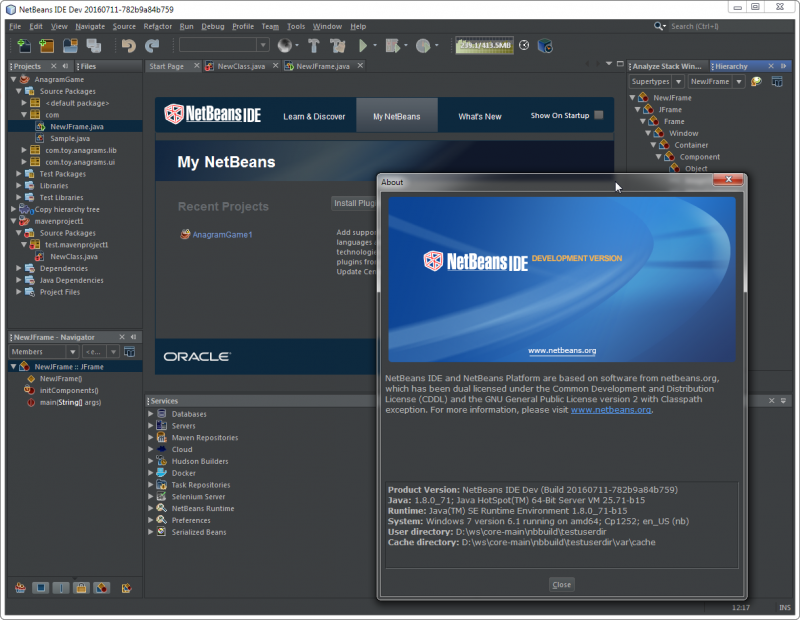 NetBeans IDE Dev 20160711-782b9a84b759
File Edit View Navigate Source Refactor Run Debug Profile Team Tools Window Help
Search (Ctrl+I)
239.1/413.5MB
Projects
Files
AnagramGame
Source Packages
<default package>
com
NewJFrame.java
Sample.java
com.toy.anagrams.lib
com.toy.anagrams.ui
Test Packages
Libraries
Test Libraries
Copy hierarchy tree
mavenproject1
Source Packages
test.mavenproject1
NewClass.java
Dependencies
Java Dependencies
Project Files
NewJFrame - Navigator
Members
<e...
NewJFrame :: JFrame
NewJFrame()
initComponents()
main(String[] args)
Start Page
NewClass.java
NewJFrame.java
NetBeans IDE
Learn & Discover
My NetBeans
What's New
Show On Startup
My NetBeans
Recent Projects
Install Plugi
AnagramGame1
Add suppor
languages a
technologie
plugins from
Update Cen
ORACLE
Services
Databases
Servers
Maven Repositories
Cloud
Hudson Builders
Docker
Task Repositories
Selenium Server
NetBeans Runtime
Preferences
Serialized Beans
Analyze Stack Win...
Hierarchy
Supertypes
NewJFrame
NewJFrame
JFrame
Frame
Window
Container
Component
Object
About
NetBeans IDE DEVELOPMENT VERSION
www.netbeans.org
NetBeans IDE and NetBeans Platform are based on software from netbeans.org,
which has been dual licensed under the Common Development and Distribution
License (CDDL) and the GNU General Public License version 2 with Classpath
exception. For more information, please visit www.netbeans.org.
Product Version: NetBeans IDE Dev (Build 20160711-782b9a84b759)
Java: 1.8.0_71; Java HotSpot(TM) 64-Bit Server VM 25.71-b15
Runtime: Java(TM) SE Runtime Environment 1.8.0_71-b15
System: Windows 7 version 6.1 running on amd64; Cp1252; en_US (nb)
User directory: D:\ws\core-main\nbbuild\testuserdir
Cache directory: D:\ws\core-main\nbbuild\testuserdir\var\cache
Close
12:17
INS